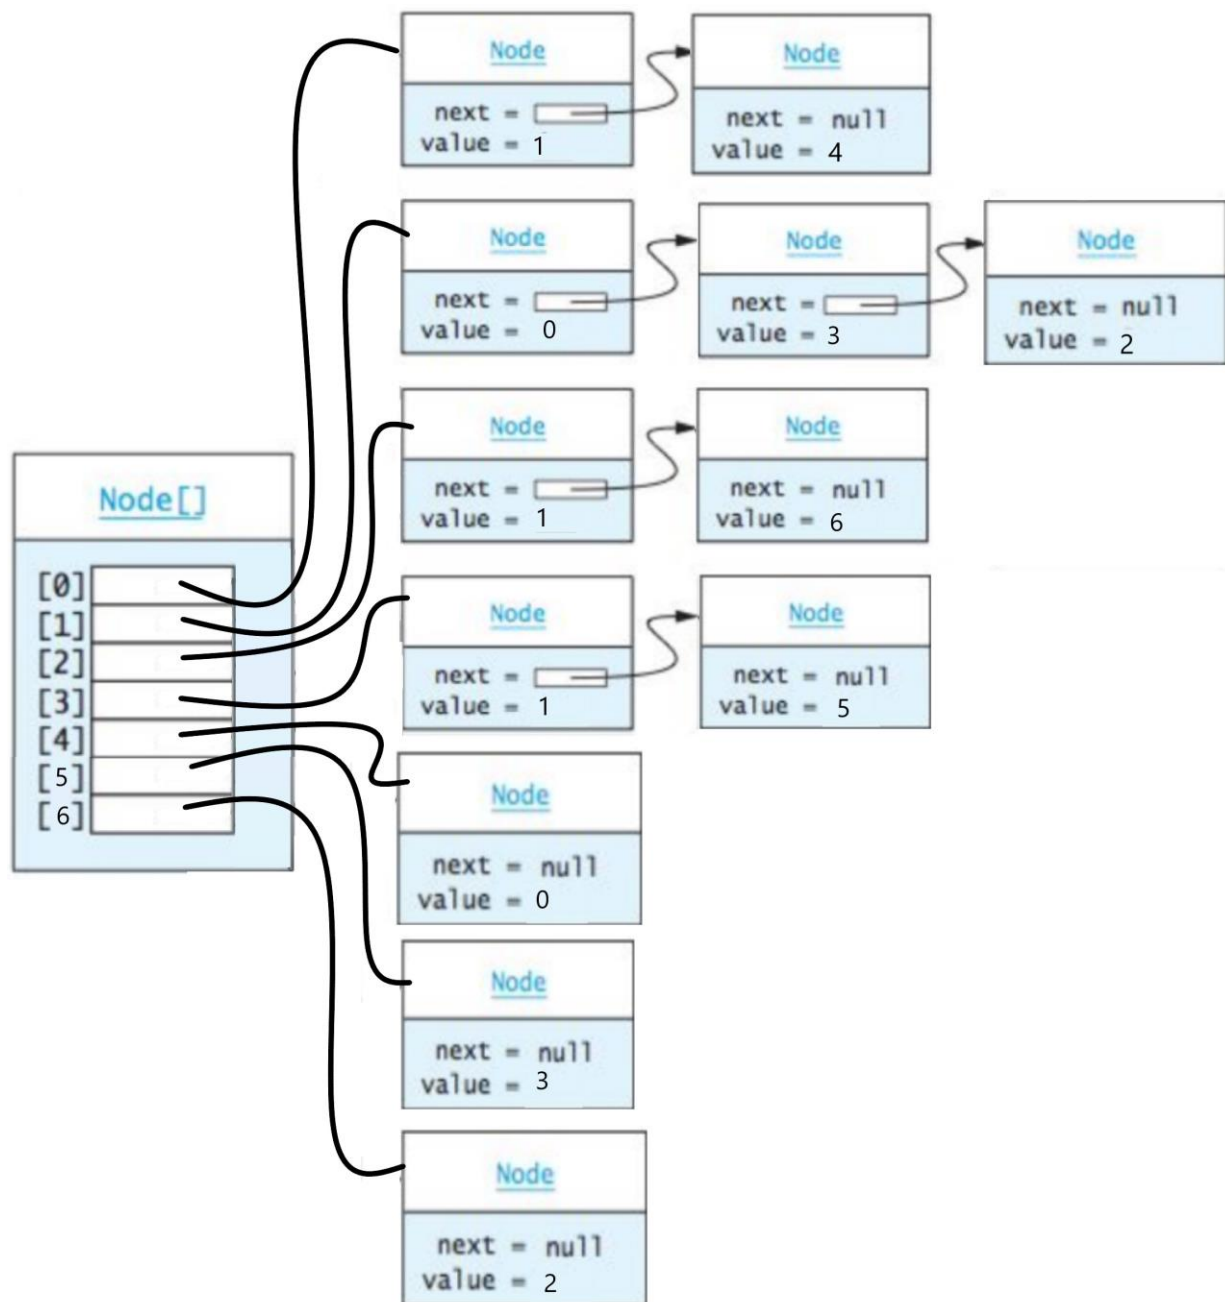 Node
next =
value = 1
Node
next = null
value = 4
Node
next =
value = 0
Node
next =
value = 3
Node
next = null
value = 2
Node
next =
value = 1
Node
next = null
value = 6
Node[]
[0]
[1]
[2]
[3]
[4]
[5]
[6]
Node
next =
value = 1
Node
next = null
value = 5
Node
next = null
value = 0
Node
next = null
value = 3
Node
next = null
value = 2